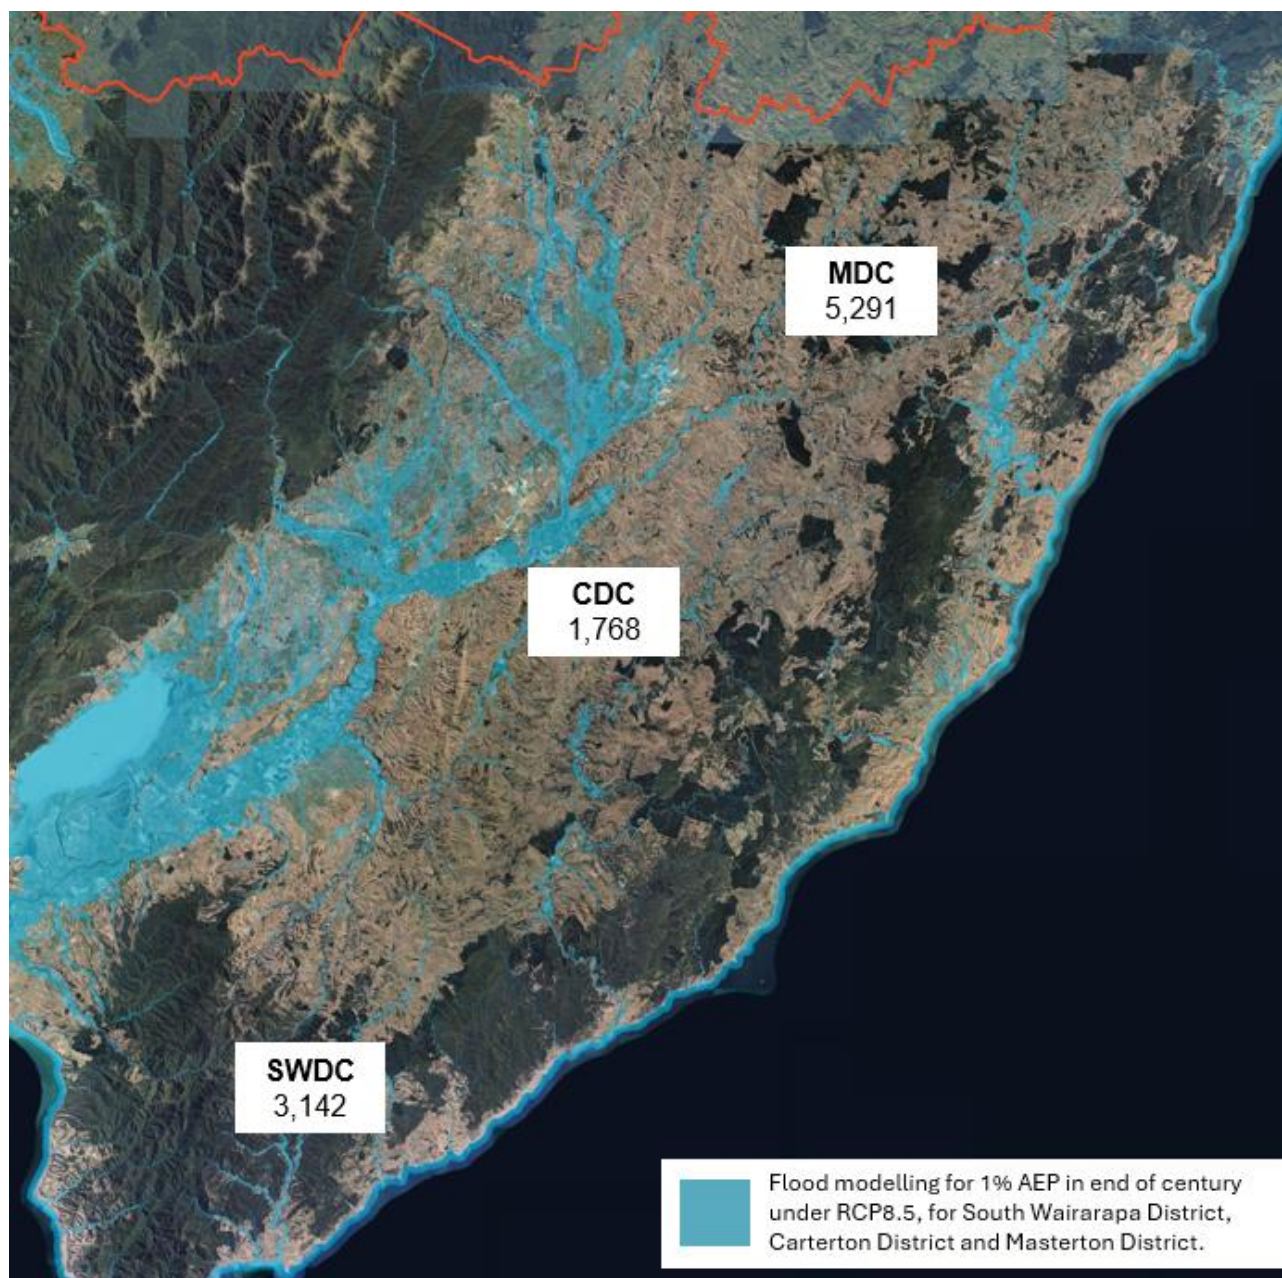 MDC
5,291
CDC
1,768
SWDC
3,142
Flood modelling for 1% AEP in end of century
under RCP8.5, for South Wairarapa District,
Carterton District and Masterton District.